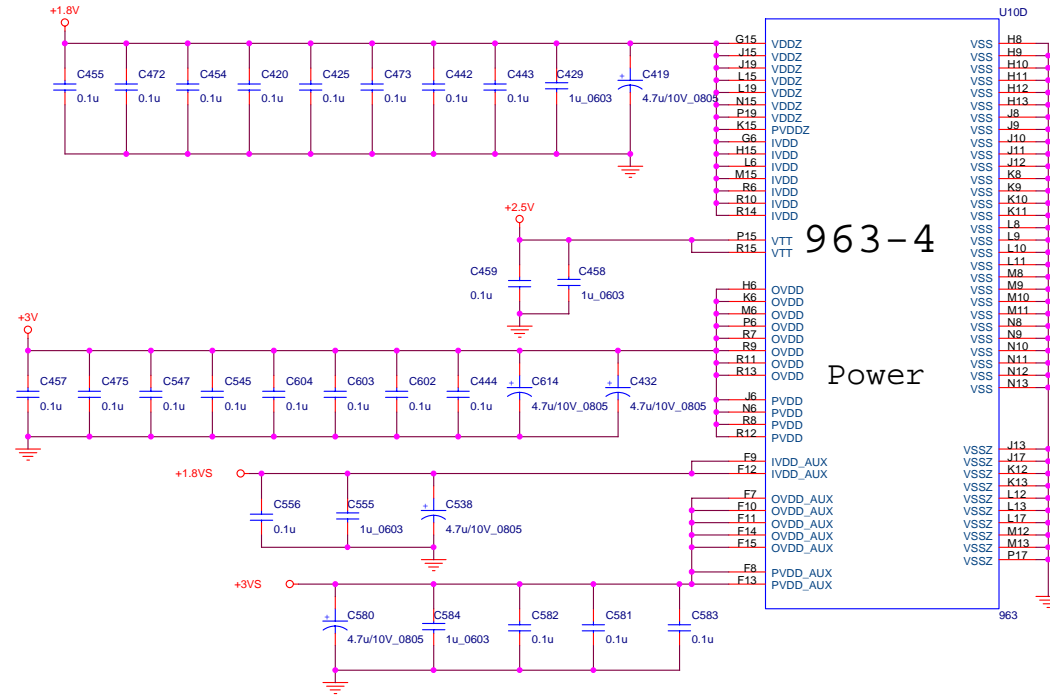 +1.8V
U10D
C455
0.1u
C472
0.1u
C454
0.1u
C420
0.1u
C425
0.1u
C473
0.1u
C442
0.1u
C443
0.1u
C429
1u_0603
C419
4.7u/10V_0805
G15 VDDZ
J15 VDDZ
J19 VDDZ
L15 VDDZ
L19 VDDZ
N15 VDDZ
P19 VDDZ
K15 PVDDZ
G6 IVDD
H15 IVDD
L6 IVDD
M15 IVDD
R6 IVDD
R10 IVDD
R14 IVDD
+2.5V
P15 VTT
R15 VTT
C459
0.1u
C458
1u_0603
963-4
Power
H6 OVDD
K6 OVDD
M6 OVDD
P6 OVDD
R7 OVDD
R9 OVDD
R11 OVDD
R13 OVDD
+3V
C457
0.1u
C475
0.1u
C547
0.1u
C545
0.1u
C604
0.1u
C603
0.1u
C602
0.1u
C444
0.1u
C614
4.7u/10V_0805
C432
4.7u/10V_0805
J6 PVDD
N6 PVDD
R8 PVDD
R12 PVDD
+1.8VS
F9 IVDD_AUX
F12 IVDD_AUX
C556
0.1u
C555
1u_0603
C538
4.7u/10V_0805
F7 OVDD_AUX
F10 OVDD_AUX
F11 OVDD_AUX
F14 OVDD_AUX
F15 OVDD_AUX
+3VS
F8 PVDD_AUX
F13 PVDD_AUX
C580
4.7u/10V_0805
C584
1u_0603
C582
0.1u
C581
0.1u
C583
0.1u
VSS H8
VSS H9
VSS H10
VSS H11
VSS H12
VSS H13
VSS J8
VSS J9
VSS J10
VSS J11
VSS J12
VSS K8
VSS K9
VSS K10
VSS K11
VSS L8
VSS L9
VSS L10
VSS L11
VSS M8
VSS M9
VSS M10
VSS M11
VSS N8
VSS N9
VSS N10
VSS N11
VSS N12
VSS N13
VSSZ J13
VSSZ J17
VSSZ K12
VSSZ K13
VSSZ L12
VSSZ L13
VSSZ L17
VSSZ M12
VSSZ M13
VSSZ P17
963